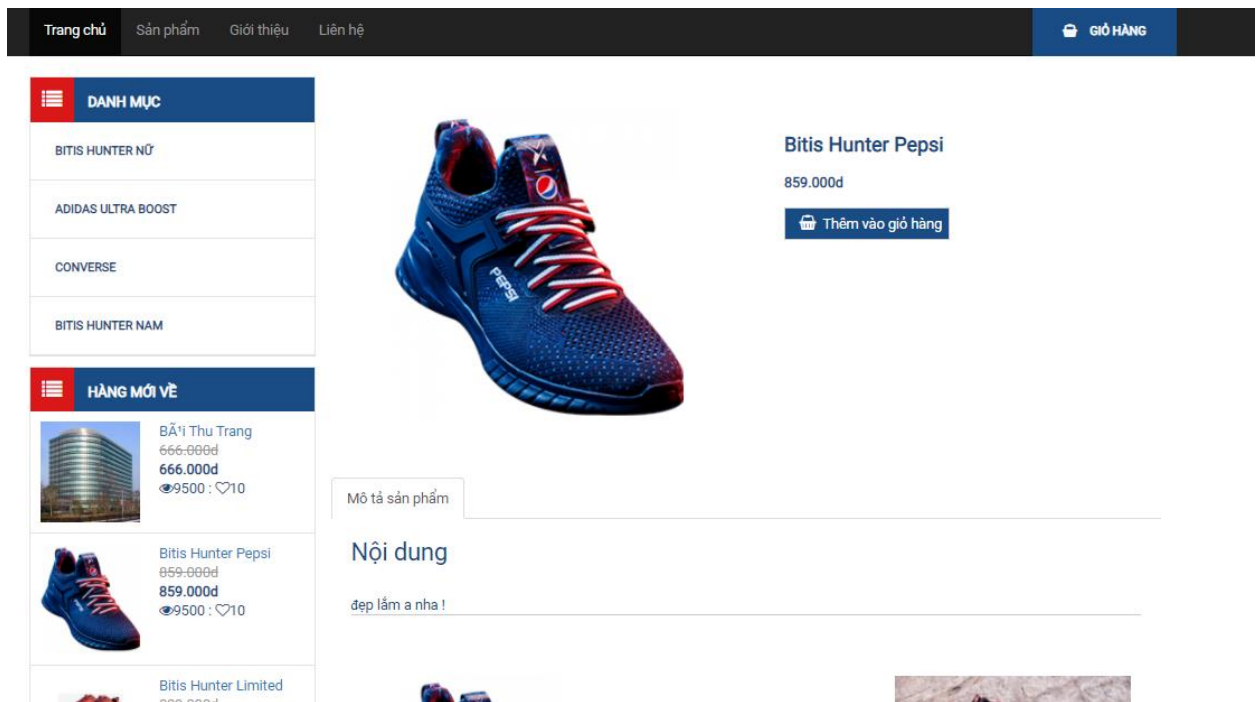 Trang chủ Sản phẩm Giới thiệu Liên hệ GIỎ HÀNG
DANH MỤC
BITIS HUNTER NỮ
ADIDAS ULTRA BOOST
CONVERSE
BITIS HUNTER NAM
HÀNG MỚI VỀ
BÃ¹i Thu Trang
666.000d
666.000d
9500 : 10
Bitis Hunter Pepsi
859.000d
859.000d
9500 : 10
Bitis Hunter Limited
PEPSI
Bitis Hunter Pepsi
859.000d
Thêm vào giỏ hàng
Mô tả sản phẩm
Nội dung
đẹp lắm a nha !